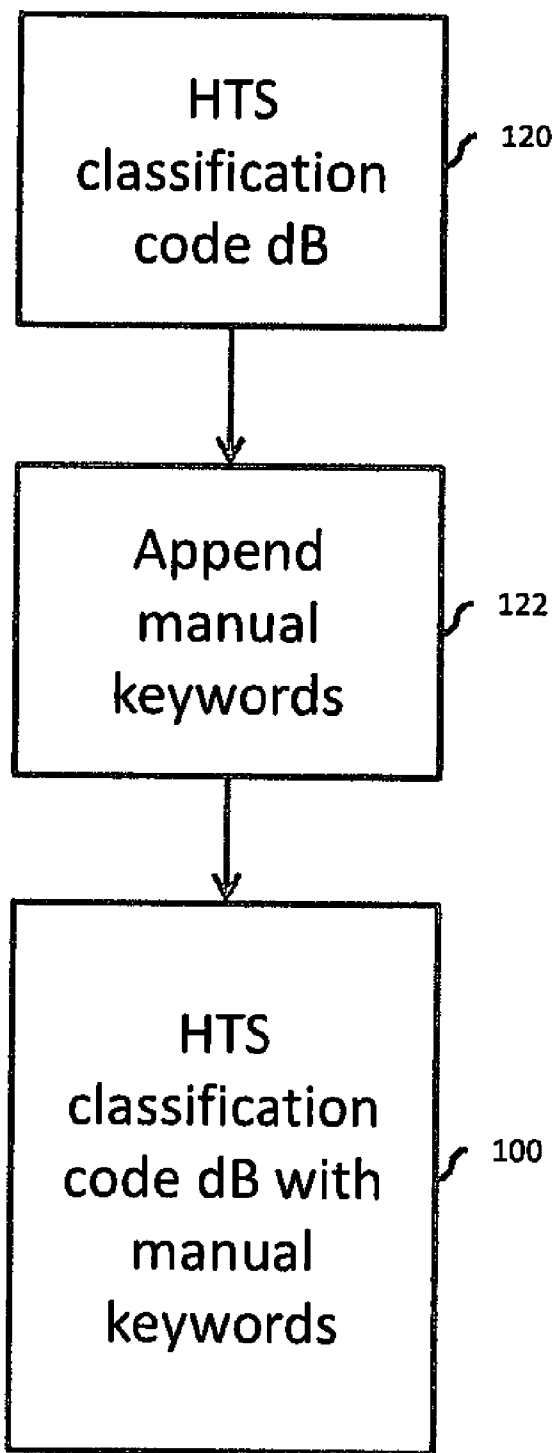 HTS
classification
code dB
120
Append
manual
keywords
122
HTS
classification
code dB with
manual
keywords
100